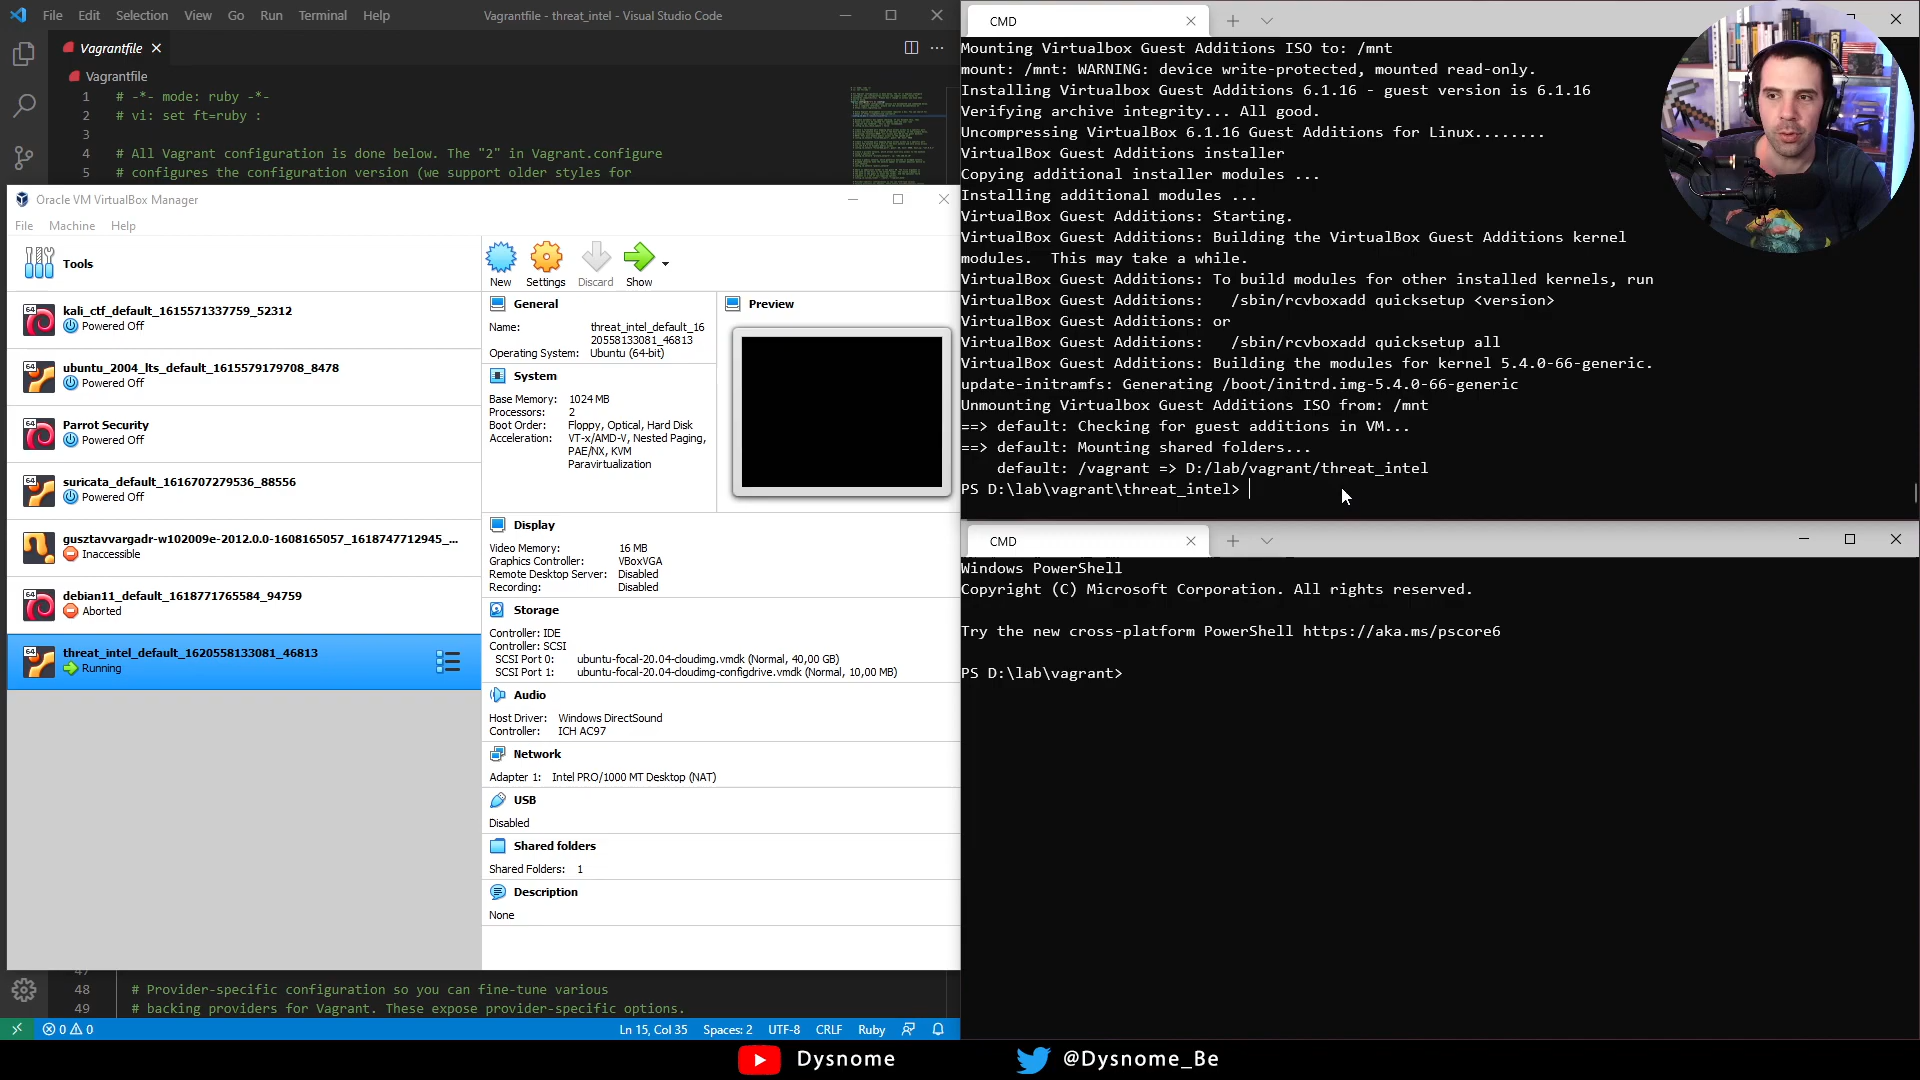 File Edit Selection View Go Run Terminal Help
Vagrantfile - threat_intel - Visual Studio Code
Vagrantfile
Vagrantfile
1 # -*- mode: ruby -*-
2 # vi: set ft=ruby :
3
4 # All Vagrant configuration is done below. The "2" in Vagrant.configure
5 # configures the configuration version (we support older styles for
Oracle VM VirtualBox Manager
File Machine Help
Tools
New
Settings
Discard
Show
kali_ctf_default_1615571337759_52312
Powered Off
ubuntu_2004_lts_default_1615579179708_8478
Powered Off
Parrot Security
Powered Off
suricata_default_1616707279536_88556
Powered Off
gusztavvargadr-w102009e-2012.0.0-1608165057_1618747712945_...
Inaccessible
debian11_default_1618771765584_94759
Aborted
threat_intel_default_1620558133081_46813
Running
General
Name: threat_intel_default_16
20558133081_46813
Operating System: Ubuntu (64-bit)
Preview
System
Base Memory: 1024 MB
Processors: 2
Boot Order: Floppy, Optical, Hard Disk
Acceleration: VT-x/AMD-V, Nested Paging,
PAE/NX, KVM
Paravirtualization
Display
Video Memory: 16 MB
Graphics Controller: VBoxVGA
Remote Desktop Server: Disabled
Recording: Disabled
Storage
Controller: IDE
Controller: SCSI
SCSI Port 0: ubuntu-focal-20.04-cloudimg.vmdk (Normal, 40,00 GB)
SCSI Port 1: ubuntu-focal-20.04-cloudimg-configdrive.vmdk (Normal, 10,00 MB)
Audio
Host Driver: Windows DirectSound
Controller: ICH AC97
Network
Adapter 1: Intel PRO/1000 MT Desktop (NAT)
USB
Disabled
Shared folders
Shared Folders: 1
Description
None
48 # Provider-specific configuration so you can fine-tune various
49 # backing providers for Vagrant. These expose provider-specific options.
0 0
Ln 15, Col 35 Spaces: 2 UTF-8 CRLF Ruby
CMD
Mounting Virtualbox Guest Additions ISO to: /mnt
mount: /mnt: WARNING: device write-protected, mounted read-only.
Installing Virtualbox Guest Additions 6.1.16 - guest version is 6.1.16
Verifying archive integrity... All good.
Uncompressing VirtualBox 6.1.16 Guest Additions for Linux........
VirtualBox Guest Additions installer
Copying additional installer modules ...
Installing additional modules ...
VirtualBox Guest Additions: Starting.
VirtualBox Guest Additions: Building the VirtualBox Guest Additions kernel
modules.  This may take a while.
VirtualBox Guest Additions: To build modules for other installed kernels, run
VirtualBox Guest Additions:   /sbin/rcvboxadd quicksetup <version>
VirtualBox Guest Additions: or
VirtualBox Guest Additions:   /sbin/rcvboxadd quicksetup all
VirtualBox Guest Additions: Building the modules for kernel 5.4.0-66-generic.
update-initramfs: Generating /boot/initrd.img-5.4.0-66-generic
Unmounting Virtualbox Guest Additions ISO from: /mnt
==> default: Checking for guest additions in VM...
==> default: Mounting shared folders...
default: /vagrant => D:/lab/vagrant/threat_intel
PS D:\lab\vagrant\threat_intel>
CMD
Windows PowerShell
Copyright (C) Microsoft Corporation. All rights reserved.
Try the new cross-platform PowerShell https://aka.ms/pscore6
PS D:\lab\vagrant>
Dysnome
@Dysnome_Be